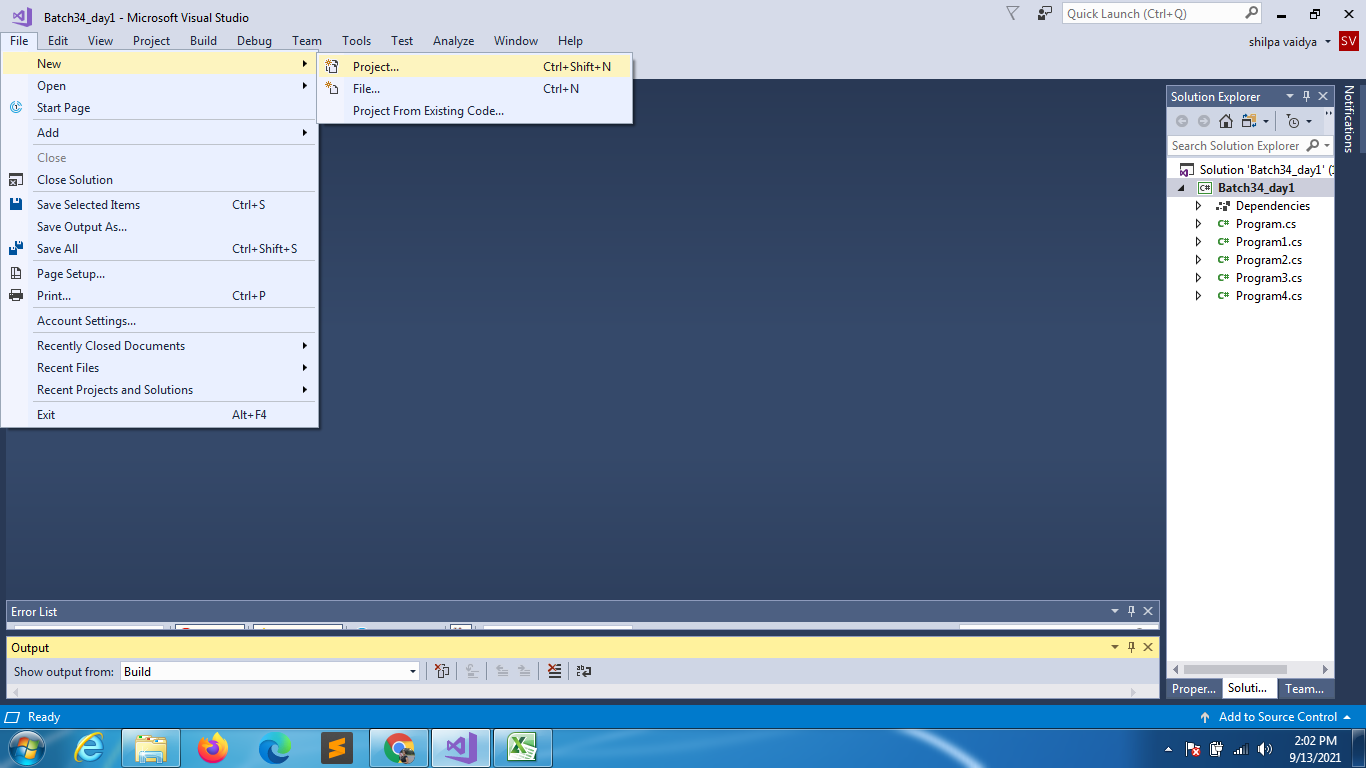 Batch34_day1 - Microsoft Visual Studio
Quick Launch (Ctrl+Q)
File Edit View Project Build Debug Team Tools Test Analyze Window Help
shilpa vaidya SV
New
Open
Start Page
Add
Close
Close Solution
Save Selected Items Ctrl+S
Save Output As...
Save All Ctrl+Shift+S
Page Setup...
Print... Ctrl+P
Account Settings...
Recently Closed Documents
Recent Files
Recent Projects and Solutions
Exit Alt+F4
Project... Ctrl+Shift+N
File... Ctrl+N
Project From Existing Code...
Solution Explorer
Search Solution Explorer
Solution 'Batch34_day1' (
C# Batch34_day1
Dependencies
C# Program.cs
C# Program1.cs
C# Program2.cs
C# Program3.cs
C# Program4.cs
Proper... Soluti... Team...
Notifications
Error List
Output
Show output from: Build
Ready
Add to Source Control
2:02 PM
9/13/2021